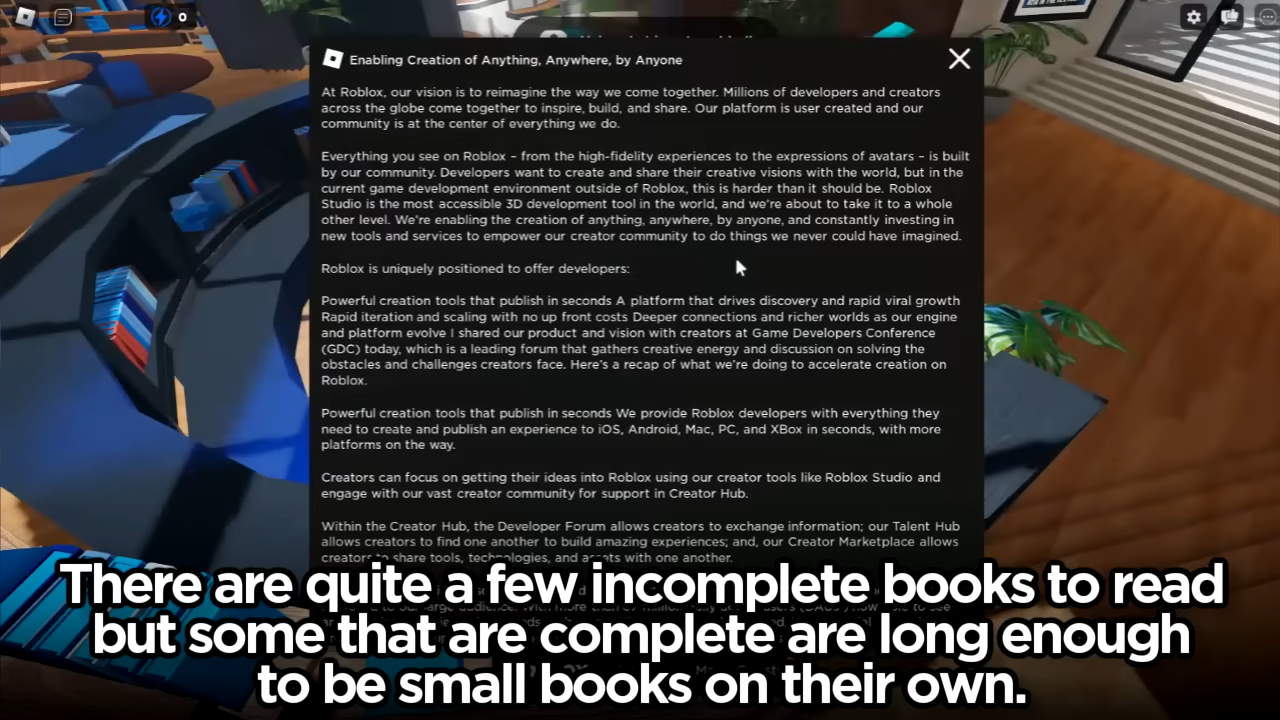 0
Enabling Creation of Anything, Anywhere, by Anyone
At Roblox, our vision is to reimagine the way we come together. Millions of developers and creators
across the globe come together to inspire, build, and share. Our platform is user created and our
community is at the center of everything we do.
Everything you see on Roblox – from the high-fidelity experiences to the expressions of avatars – is built
by our community. Developers want to create and share their creative visions with the world, but in the
current game development environment outside of Roblox, this is harder than it should be. Roblox
Studio is the most accessible 3D development tool in the world, and we're about to take it to a whole
other level. We're enabling the creation of anything, anywhere, by anyone, and constantly investing in
new tools and services to empower our creator community to do things we never could have imagined.
Roblox is uniquely positioned to offer developers:
Powerful creation tools that publish in seconds A platform that drives discovery and rapid viral growth
Rapid iteration and scaling with no up front costs Deeper connections and richer worlds as our engine
and platform evolve I shared our product and vision with creators at Game Developers Conference
(GDC) today, which is a leading forum that gathers creative energy and discussion on solving the
obstacles and challenges creators face. Here's a recap of what we're doing to accelerate creation on
Roblox.
Powerful creation tools that publish in seconds We provide Roblox developers with everything they
need to create and publish an experience to iOS, Android, Mac, PC, and XBox in seconds, with more
platforms on the way.
Creators can focus on getting their ideas into Roblox using our creator tools like Roblox Studio and
engage with our vast creator community for support in Creator Hub.
Within the Creator Hub, the Developer Forum allows creators to exchange information; our Talent Hub
allows creators to find one another to build amazing experiences; and, our Creator Marketplace allows
creators to share tools, technologies, and assets with one another.
There are quite a few incomplete books to read
but some that are complete are long enough
to be small books on their own.